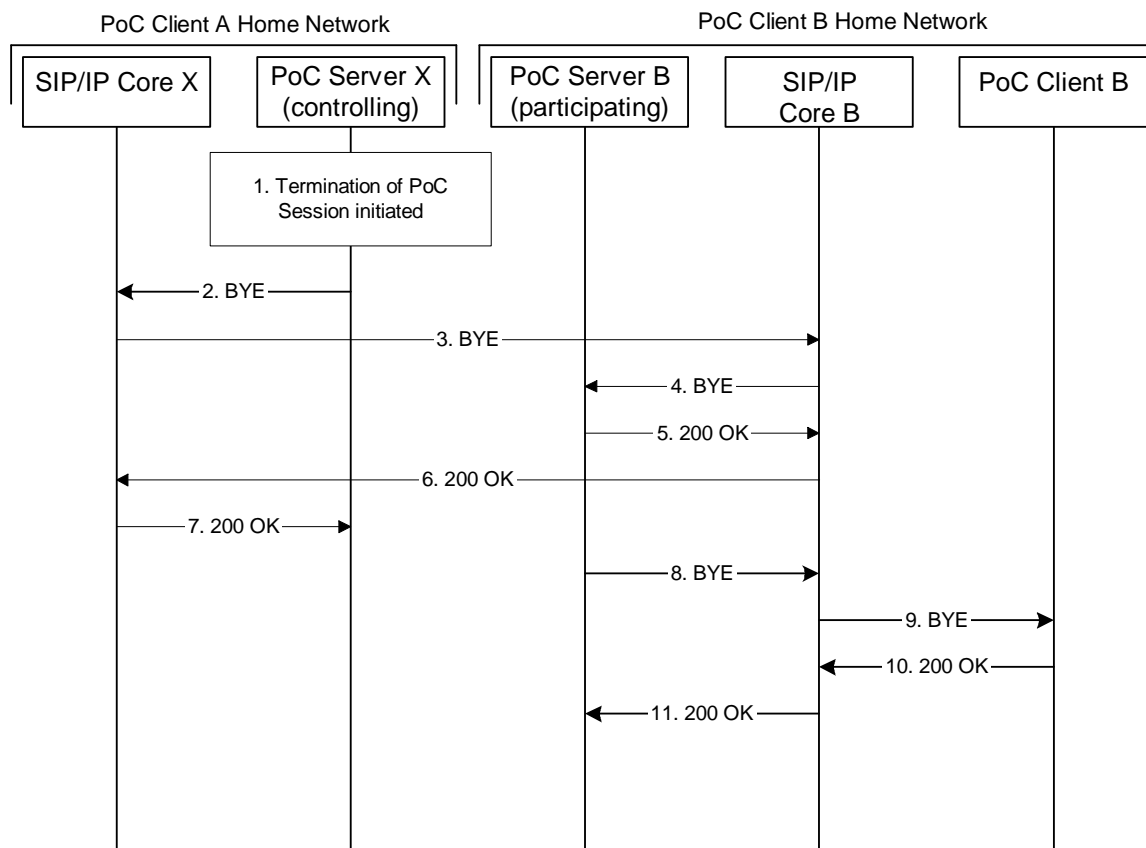 PoC Client A Home Network
PoC Client B Home Network
SIP/IP Core X
PoC Server X
(controlling)
PoC Server B
(participating)
SIP/IP
Core B
PoC Client B
1. Termination of PoC
Session initiated
2. BYE
3. BYE
4. BYE
5. 200 OK
6. 200 OK
7. 200 OK
8. BYE
9. BYE
10. 200 OK
11. 200 OK